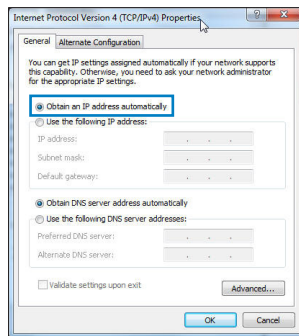 Internet Protocol Version 4 (TCP/IPv4) Properties
General
Alternate Configuration
You can get IP settings assigned automatically if your network supports
this capability. Otherwise, you need to ask your network administrator
for the appropriate IP settings.
Obtain an IP address automatically
Use the following IP address:
IP address:
Subnet mask:
Default gateway:
Obtain DNS server address automatically
Use the following DNS server addresses:
Preferred DNS server:
Alternate DNS server:
Validate settings upon exit
Advanced...
OK
Cancel